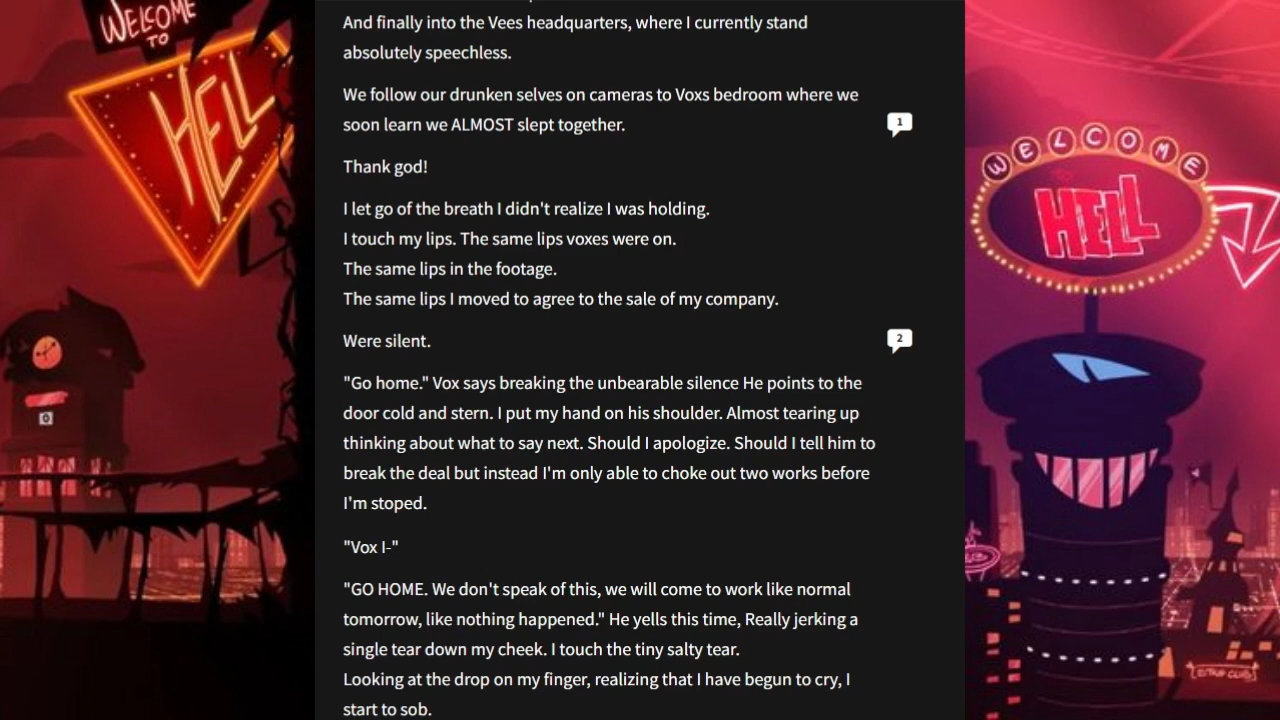 WELCOME
TO
HELL
And finally into the Vees headquarters, where I currently stand
absolutely speechless.
We follow our drunken selves on cameras to Voxs bedroom where we
soon learn we ALMOST slept together.
1
Thank god!
I let go of the breath I didn't realize I was holding.
I touch my lips. The same lips voxes were on.
The same lips in the footage.
The same lips I moved to agree to the sale of my company.
Were silent.
2
"Go home." Vox says breaking the unbearable silence He points to the
door cold and stern. I put my hand on his shoulder. Almost tearing up
thinking about what to say next. Should I apologize. Should I tell him to
break the deal but instead I'm only able to choke out two works before
I'm stoped.
"Vox I-"
"GO HOME. We don't speak of this, we will come to work like normal
tomorrow, like nothing happened." He yells this time, Really jerking a
single tear down my cheek. I touch the tiny salty tear.
Looking at the drop on my finger, realizing that I have begun to cry, I
start to sob.
WELCOME
TO
HELL